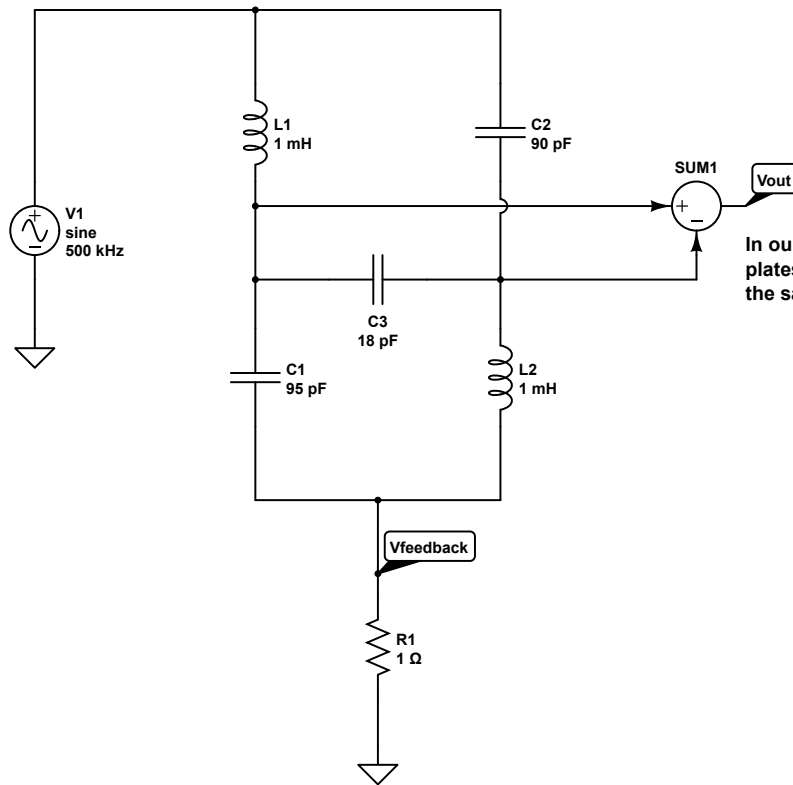 L1
1 mH
C2
90 pF
SUM1
Vout
V1
sine
500 kHz
+
−
In ou
plates
the sa
C3
18 pF
C1
95 pF
L2
1 mH
Vfeedback
R1
1 Ω